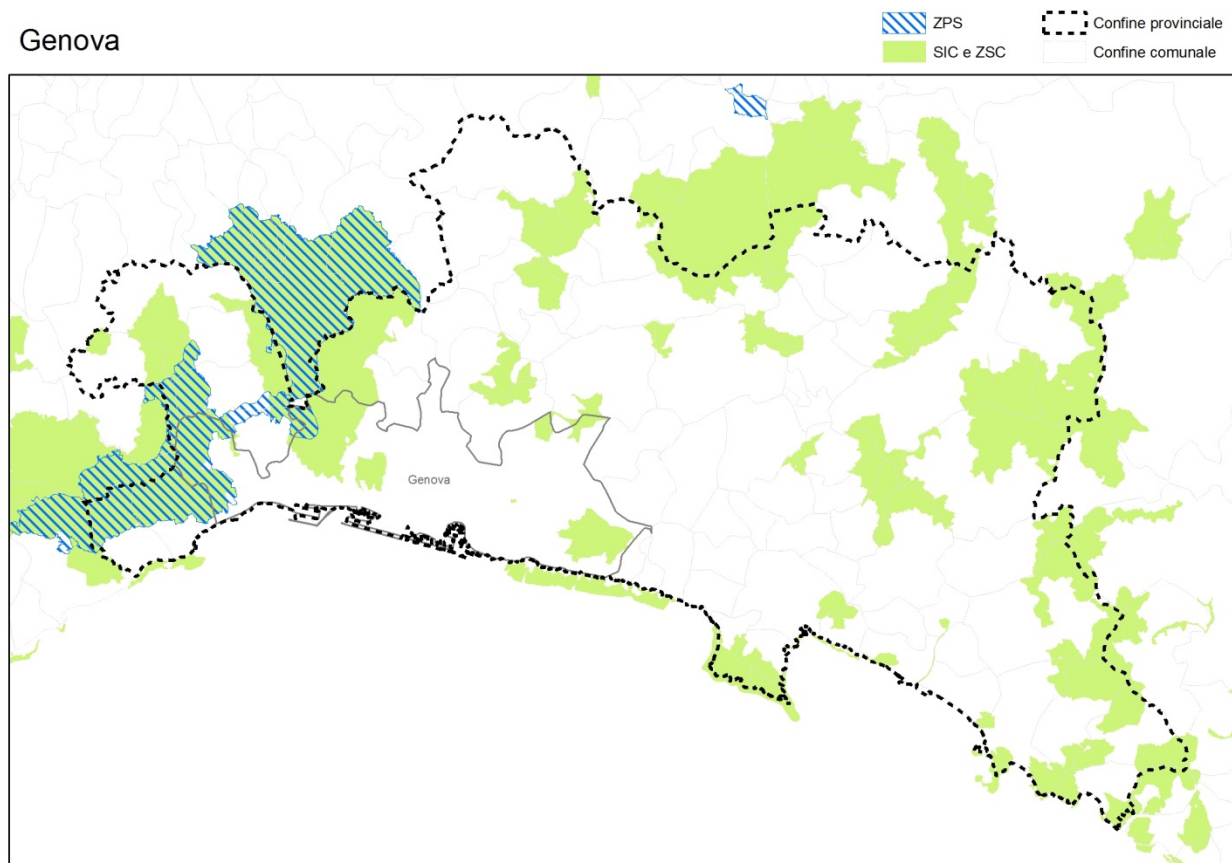 Genova
ZPS
SIC e ZSC
Confine provinciale
Confine comunale
Genova